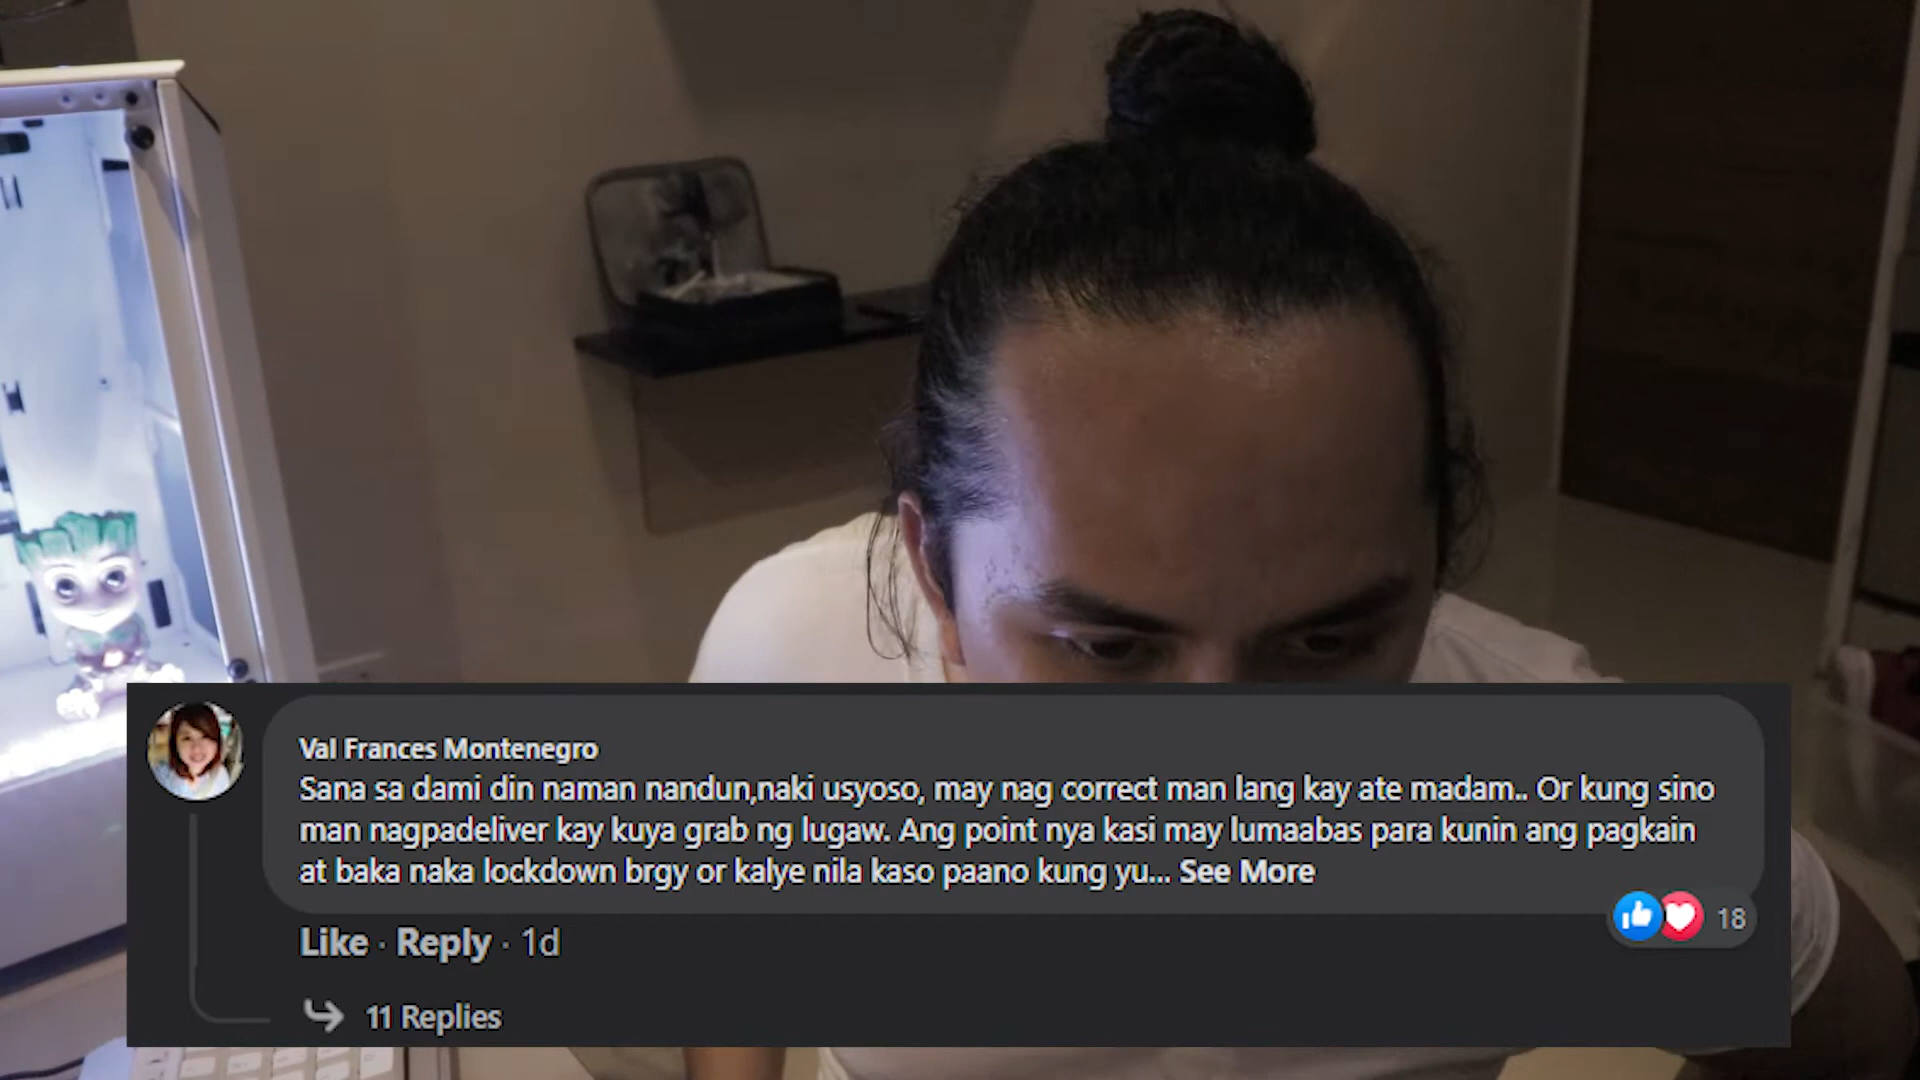 Val Frances Montenegro
Sana sa dami din naman nandun,naki usyoso, may nag correct man lang kay ate madam.. Or kung sino
man nagpadeliver kay kuya grab ng lugaw. Ang point nya kasi may lumaabas para kunin ang pagkain
at baka naka lockdown brgy or kalye nila kaso paano kung yu... See More
18
Like · Reply · 1d
11 Replies